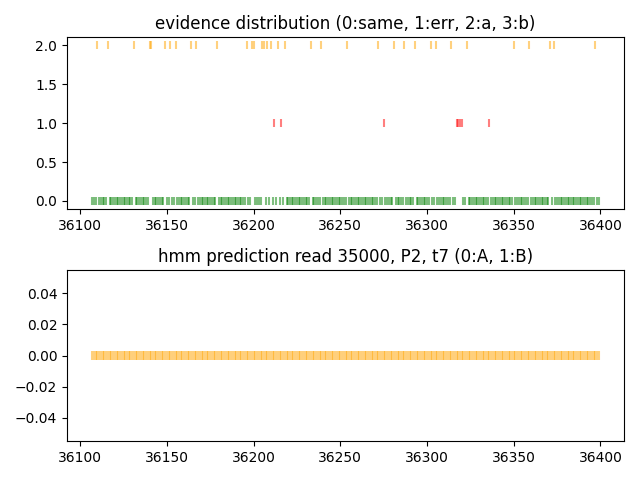 evidence distribution (0:same, 1:err, 2:a, 3:b)
2.0
1.5
1.0
0.5
0.0
36100 36150 36200 36250 36300 36350 36400
hmm prediction read 35000, P2, t7 (0:A, 1:B)
0.04
0.02
0.00
−0.02
−0.04
36100 36150 36200 36250 36300 36350 36400